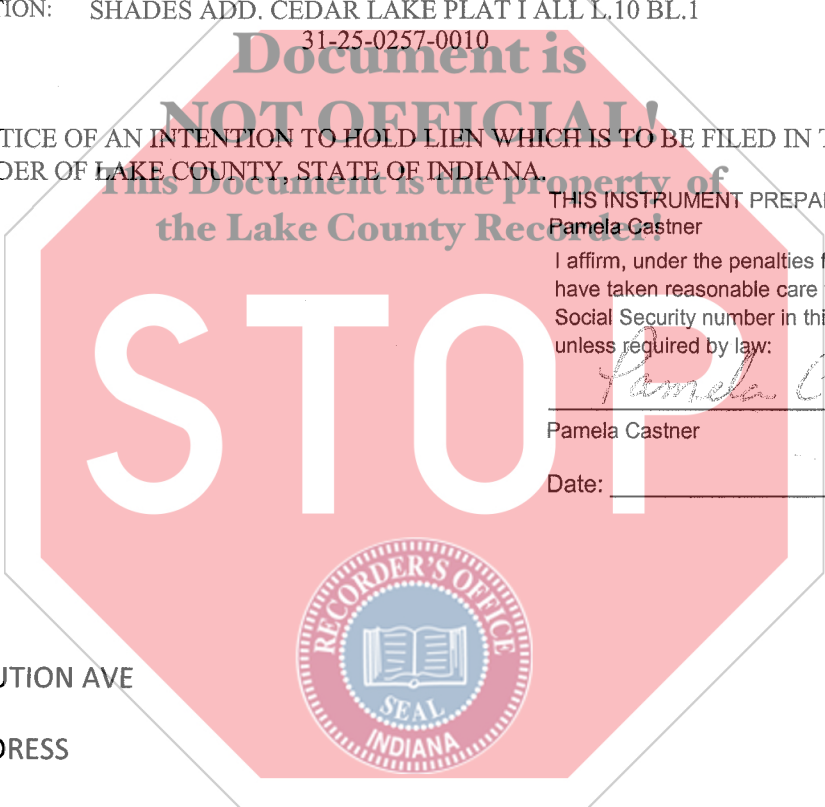 TION: SHADES ADD. CEDAR LAKE PLAT I ALL L.10 BL.1
31-25-0257-0010
Document is
NOT OFFICIAL!
TICE OF AN INTENTION TO HOLD LIEN WHICH IS TO BE FILED IN
DER OF LAKE COUNTY, STATE OF INDIANA.
This Document is the property of
the Lake County Recorder!
THIS INSTRUMENT PREPA
Pamela Castner
I affirm, under the penalties
have taken reasonable care
Social Security number in thi
unless required by law:
STOP
Pamela C
Pamela Castner
Date:
RECORDER'S OFFICE
SEAL
INDIANA
UTION AVE
DRESS